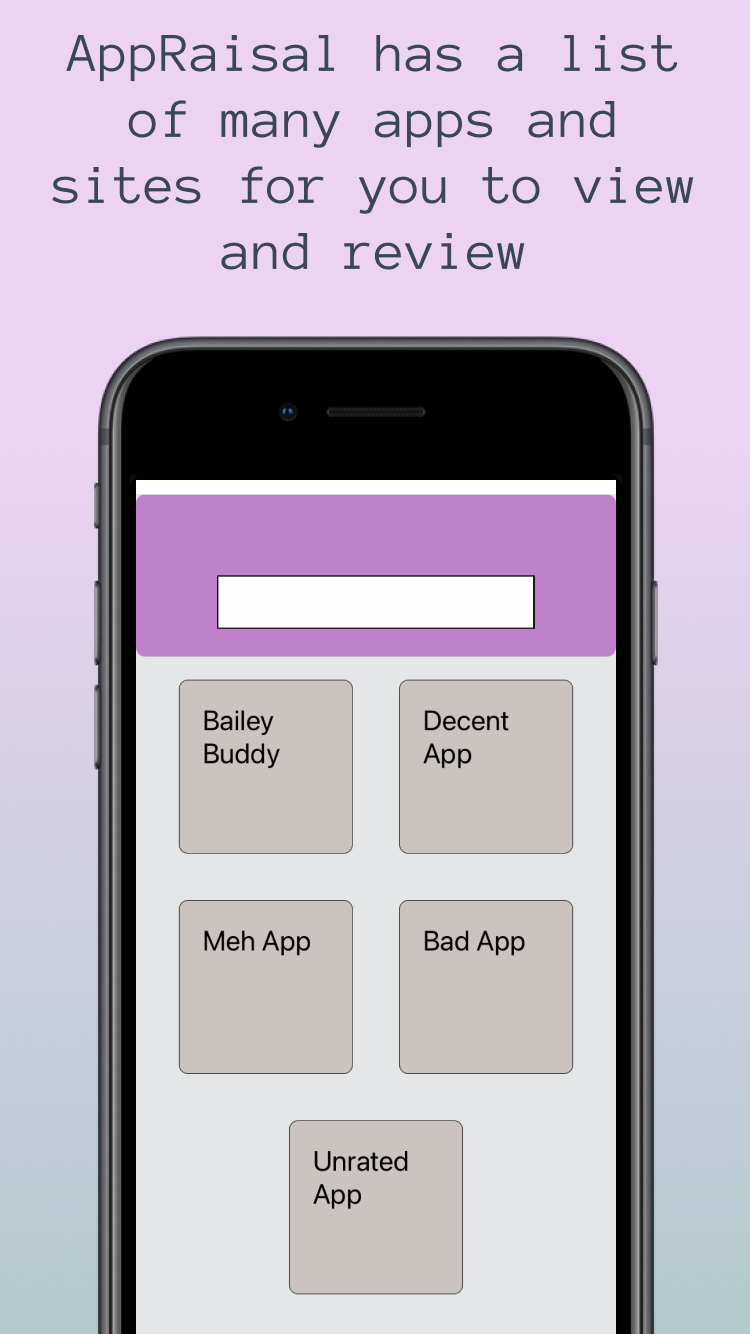 AppRaisal has a list
of many apps and
sites for you to view
and review
Bailey
Buddy
Decent
App
Meh App
Bad App
Unrated
App